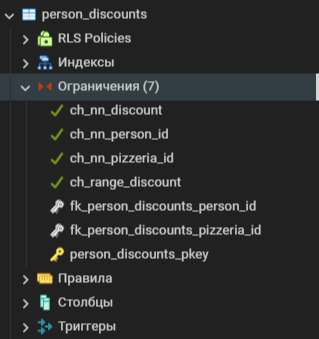 person_discounts
RLS Policies
Индексы
Ограничения (7)
ch_nn_discount
ch_nn_person_id
ch_nn_pizzeria_id
ch_range_discount
fk_person_discounts_person_id
fk_person_discounts_pizzeria_id
person_discounts_pkey
Правила
Столбцы
Триггеры